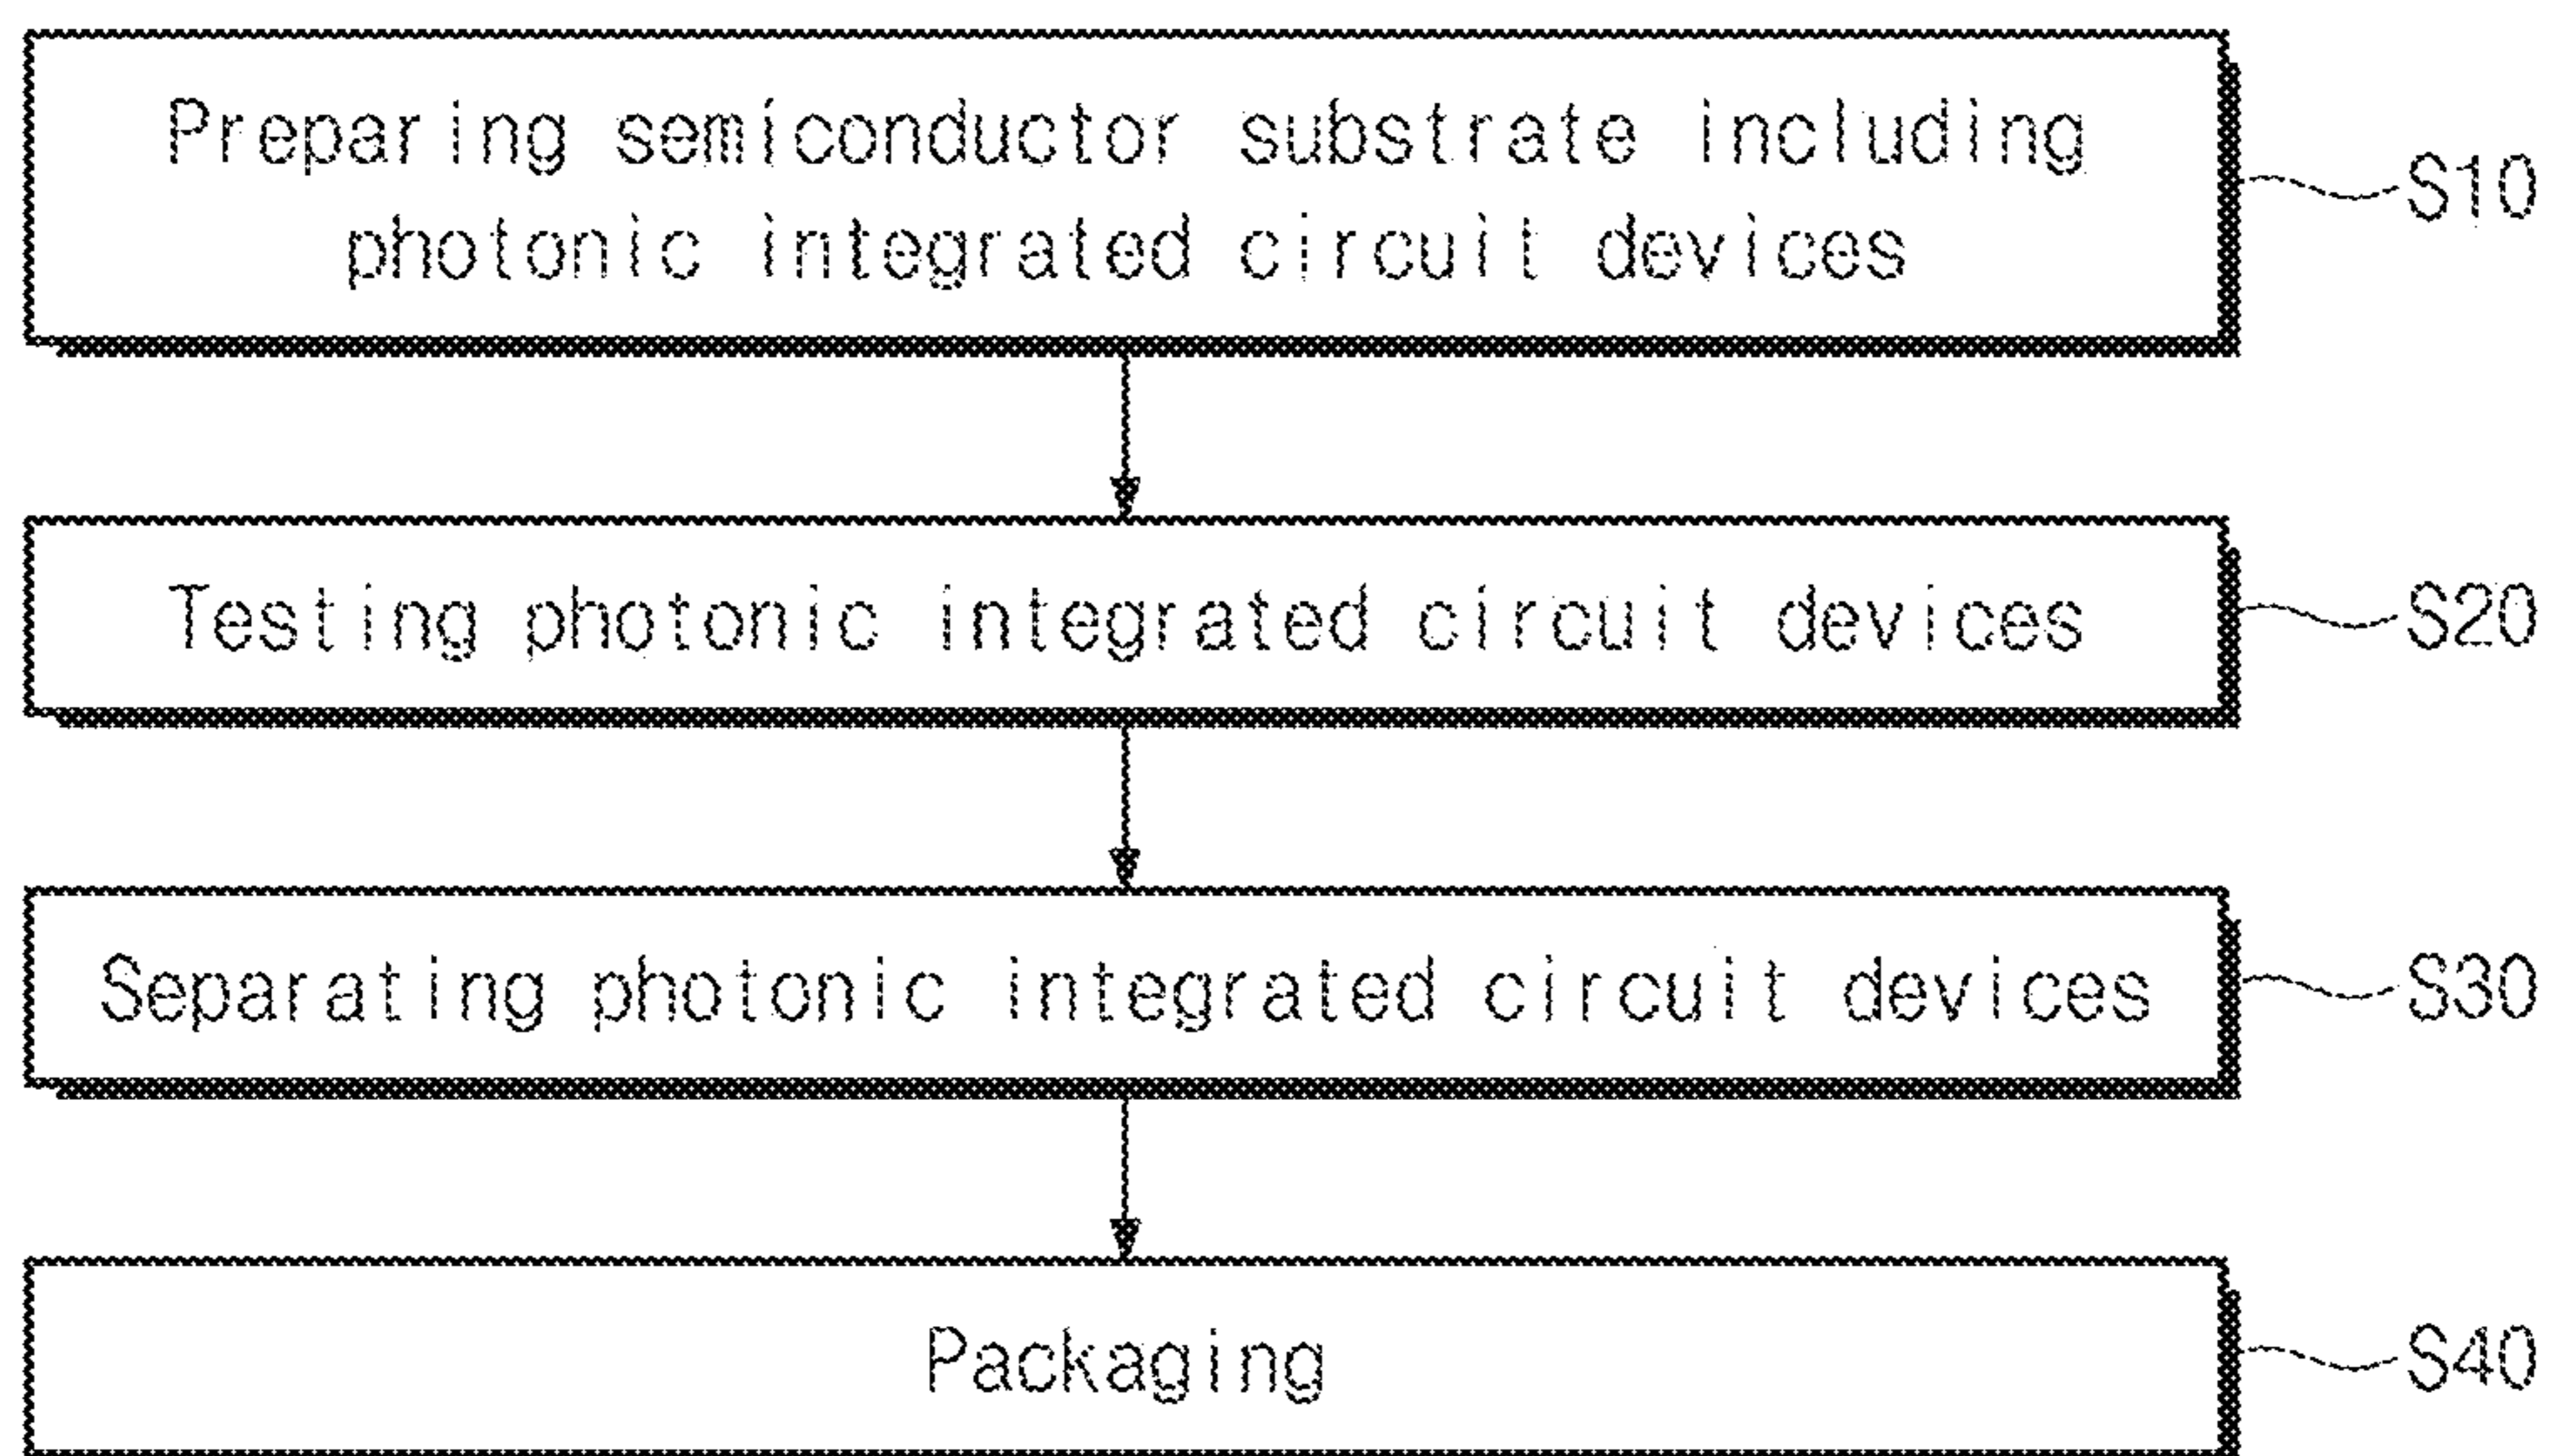 Preparing semiconductor substrate including
photonic integrated circuit devices
S10
Testing photonic integrated circuit devices
S20
Separating photonic integrated circuit devices
S30
Packaging
S40